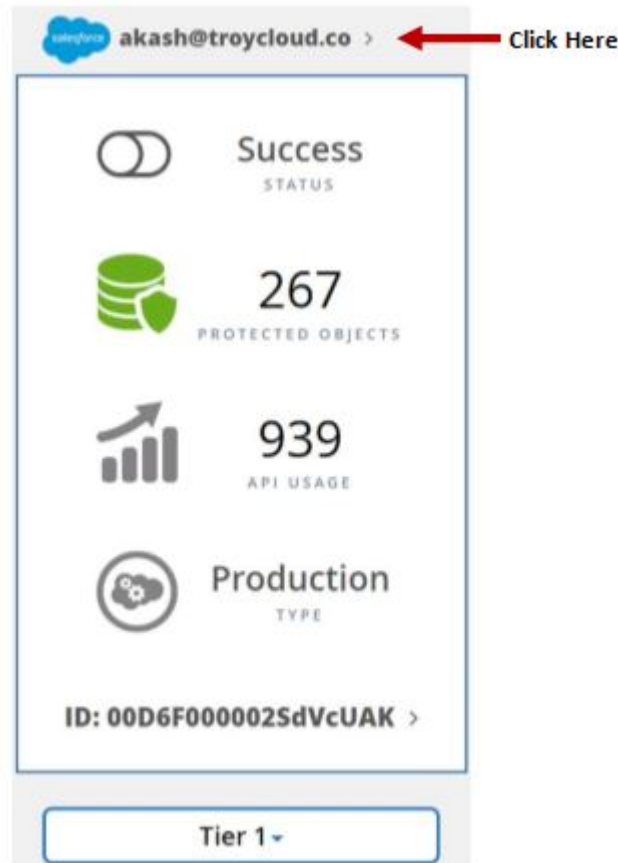 salesforce akash@troycloud.co > Click Here
Success
STATUS
267
PROTECTED OBJECTS
939
API USAGE
Production
TYPE
ID: 00D6F000002SdVcUAK >
Tier 1